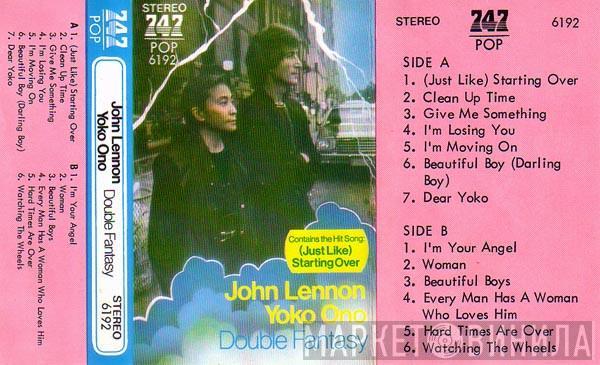 A 1. (Just Like) Starting Over
2. Clean Up Time
3. Give Me Something
4. I'm Losing You
5. I'm Moving On
6. Beautiful Boy (Darling Boy)
7. Dear Yoko
B 1. I'm Your Angel
2. Woman
3. Beautiful Boys
4. Every Man Has A Woman Who Loves Him
5. Hard Times Are Over
6. Watching The Wheels
747
POP
John Lennon
Yoko Ono
Double Fantasy
STEREO
6192
STEREO
747
POP
6192
Contains the Hit Song:
(Just Like)
Starting Over
John Lennon
Yoko Ono
Double Fantasy
STEREO 747 6192
POP
SIDE A
1. (Just Like) Starting Over
2. Clean Up Time
3. Give Me Something
4. I'm Losing You
5. I'm Moving On
6. Beautiful Boy (Darling
Boy)
7. Dear Yoko
SIDE B
1. I'm Your Angel
2. Woman
3. Beautiful Boys
4. Every Man Has A Woman
Who Loves Him
5. Hard Times Are Over
6. Watching The Wheels
МАРКЕТ ВИНИЛА